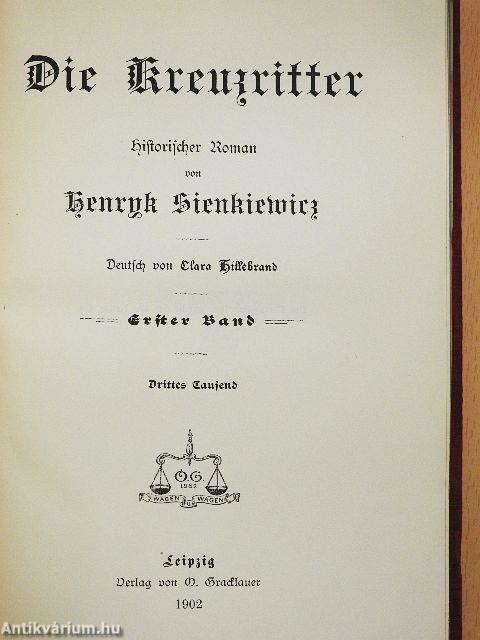 Die Kreuzritter
Historischer Roman
von
Henryk Sienkiewicz
Deutsch von Clara Hillebrand
Erster Band
Drittes Tausend
O. G.
1882
WAGEN WAGEN
Leipzig
Verlag von O. Gracklauer
1902
Antikvárium.hu